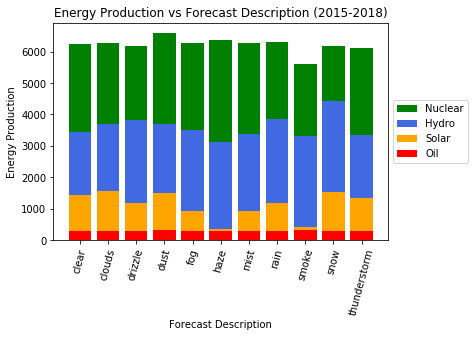 Energy Production vs Forecast Description (2015-2018)
Energy Production
6000
5000
4000
3000
2000
1000
0
clear
clouds
drizzle
dust
fog
haze
mist
rain
smoke
snow
thunderstorm
Forecast Description
Nuclear
Hydro
Solar
Oil